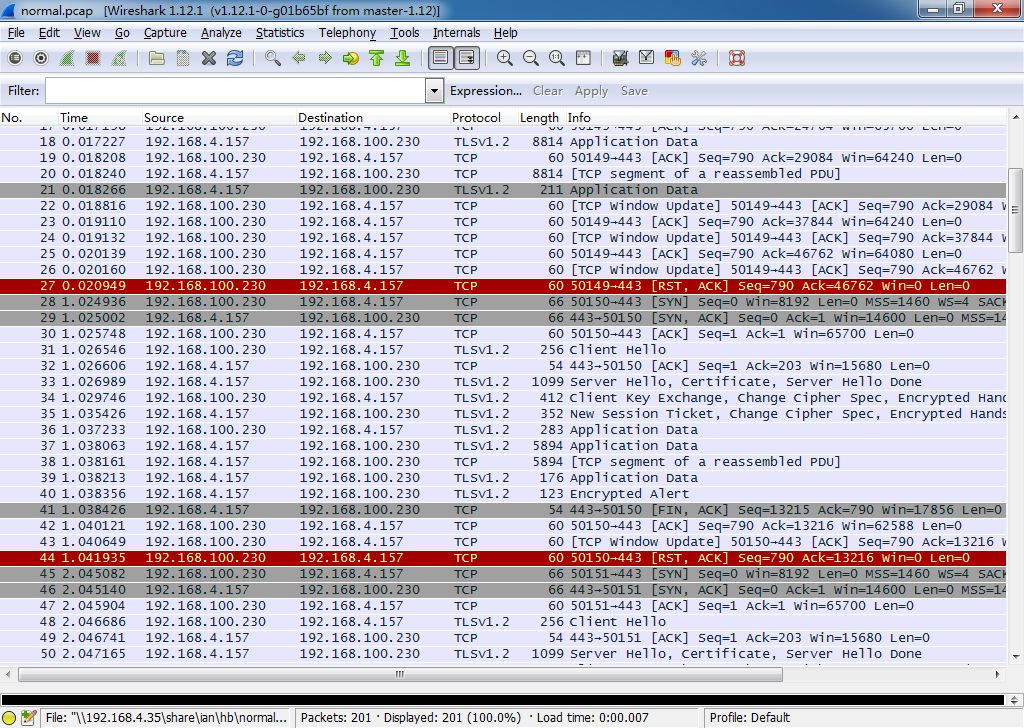 normal.pcap [Wireshark 1.12.1 (v1.12.1-0-g01b65bf from master-1.12)]
File Edit View Go Capture Analyze Statistics Telephony Tools Internals Help
Filter: Expression... Clear Apply Save
No. Time Source Destination Protocol Length Info
17 0.017198 192.168.100.230 192.168.4.157 TCP 60 50149→443 [ACK] Seq=790 Ack=24704 Win=65700 Len=0
18 0.017227 192.168.4.157 192.168.100.230 TLSv1.2 8814 Application Data
19 0.018208 192.168.100.230 192.168.4.157 TCP 60 50149→443 [ACK] Seq=790 Ack=29084 Win=64240 Len=0
20 0.018240 192.168.4.157 192.168.100.230 TCP 8814 [TCP segment of a reassembled PDU]
21 0.018266 192.168.4.157 192.168.100.230 TLSv1.2 211 Application Data
22 0.018816 192.168.100.230 192.168.4.157 TCP 60 [TCP Window Update] 50149→443 [ACK] Seq=790 Ack=29084 W
23 0.019110 192.168.100.230 192.168.4.157 TCP 60 50149→443 [ACK] Seq=790 Ack=37844 Win=64240 Len=0
24 0.019132 192.168.100.230 192.168.4.157 TCP 60 [TCP Window Update] 50149→443 [ACK] Seq=790 Ack=37844 W
25 0.020139 192.168.100.230 192.168.4.157 TCP 60 50149→443 [ACK] Seq=790 Ack=46762 Win=64080 Len=0
26 0.020160 192.168.100.230 192.168.4.157 TCP 60 [TCP Window Update] 50149→443 [ACK] Seq=790 Ack=46762 W
27 0.020949 192.168.100.230 192.168.4.157 TCP 60 50149→443 [RST, ACK] Seq=790 Ack=46762 Win=0 Len=0
28 1.024936 192.168.100.230 192.168.4.157 TCP 66 50150→443 [SYN] Seq=0 Win=8192 Len=0 MSS=1460 WS=4 SACK
29 1.025002 192.168.4.157 192.168.100.230 TCP 66 443→50150 [SYN, ACK] Seq=0 Ack=1 Win=14600 Len=0 MSS=14
30 1.025748 192.168.100.230 192.168.4.157 TCP 60 50150→443 [ACK] Seq=1 Ack=1 Win=65700 Len=0
31 1.026546 192.168.100.230 192.168.4.157 TLSv1.2 256 Client Hello
32 1.026606 192.168.4.157 192.168.100.230 TCP 54 443→50150 [ACK] Seq=1 Ack=203 Win=15680 Len=0
33 1.026989 192.168.4.157 192.168.100.230 TLSv1.2 1099 Server Hello, Certificate, Server Hello Done
34 1.029746 192.168.100.230 192.168.4.157 TLSv1.2 412 Client Key Exchange, Change Cipher Spec, Encrypted Hand
35 1.035426 192.168.4.157 192.168.100.230 TLSv1.2 352 New Session Ticket, Change Cipher Spec, Encrypted Hands
36 1.037233 192.168.100.230 192.168.4.157 TLSv1.2 283 Application Data
37 1.038063 192.168.4.157 192.168.100.230 TLSv1.2 5894 Application Data
38 1.038161 192.168.4.157 192.168.100.230 TCP 5894 [TCP segment of a reassembled PDU]
39 1.038213 192.168.4.157 192.168.100.230 TLSv1.2 176 Application Data
40 1.038356 192.168.4.157 192.168.100.230 TLSv1.2 123 Encrypted Alert
41 1.038426 192.168.4.157 192.168.100.230 TCP 54 443→50150 [FIN, ACK] Seq=13215 Ack=790 Win=17856 Len=0
42 1.040121 192.168.100.230 192.168.4.157 TCP 60 50150→443 [ACK] Seq=790 Ack=13216 Win=62588 Len=0
43 1.040649 192.168.100.230 192.168.4.157 TCP 60 [TCP Window Update] 50150→443 [ACK] Seq=790 Ack=13216 W
44 1.041935 192.168.100.230 192.168.4.157 TCP 60 50150→443 [RST, ACK] Seq=790 Ack=13216 Win=0 Len=0
45 2.045082 192.168.100.230 192.168.4.157 TCP 66 50151→443 [SYN] Seq=0 Win=8192 Len=0 MSS=1460 WS=4 SACK
46 2.045140 192.168.4.157 192.168.100.230 TCP 66 443→50151 [SYN, ACK] Seq=0 Ack=1 Win=14600 Len=0 MSS=14
47 2.045904 192.168.100.230 192.168.4.157 TCP 60 50151→443 [ACK] Seq=1 Ack=1 Win=65700 Len=0
48 2.046686 192.168.100.230 192.168.4.157 TLSv1.2 256 Client Hello
49 2.046741 192.168.4.157 192.168.100.230 TCP 54 443→50151 [ACK] Seq=1 Ack=203 Win=15680 Len=0
50 2.047165 192.168.4.157 192.168.100.230 TLSv1.2 1099 Server Hello, Certificate, Server Hello Done
File: "\\192.168.4.35\share\ian\hb\normal... Packets: 201 · Displayed: 201 (100.0%) · Load time: 0:00.007 Profile: Default